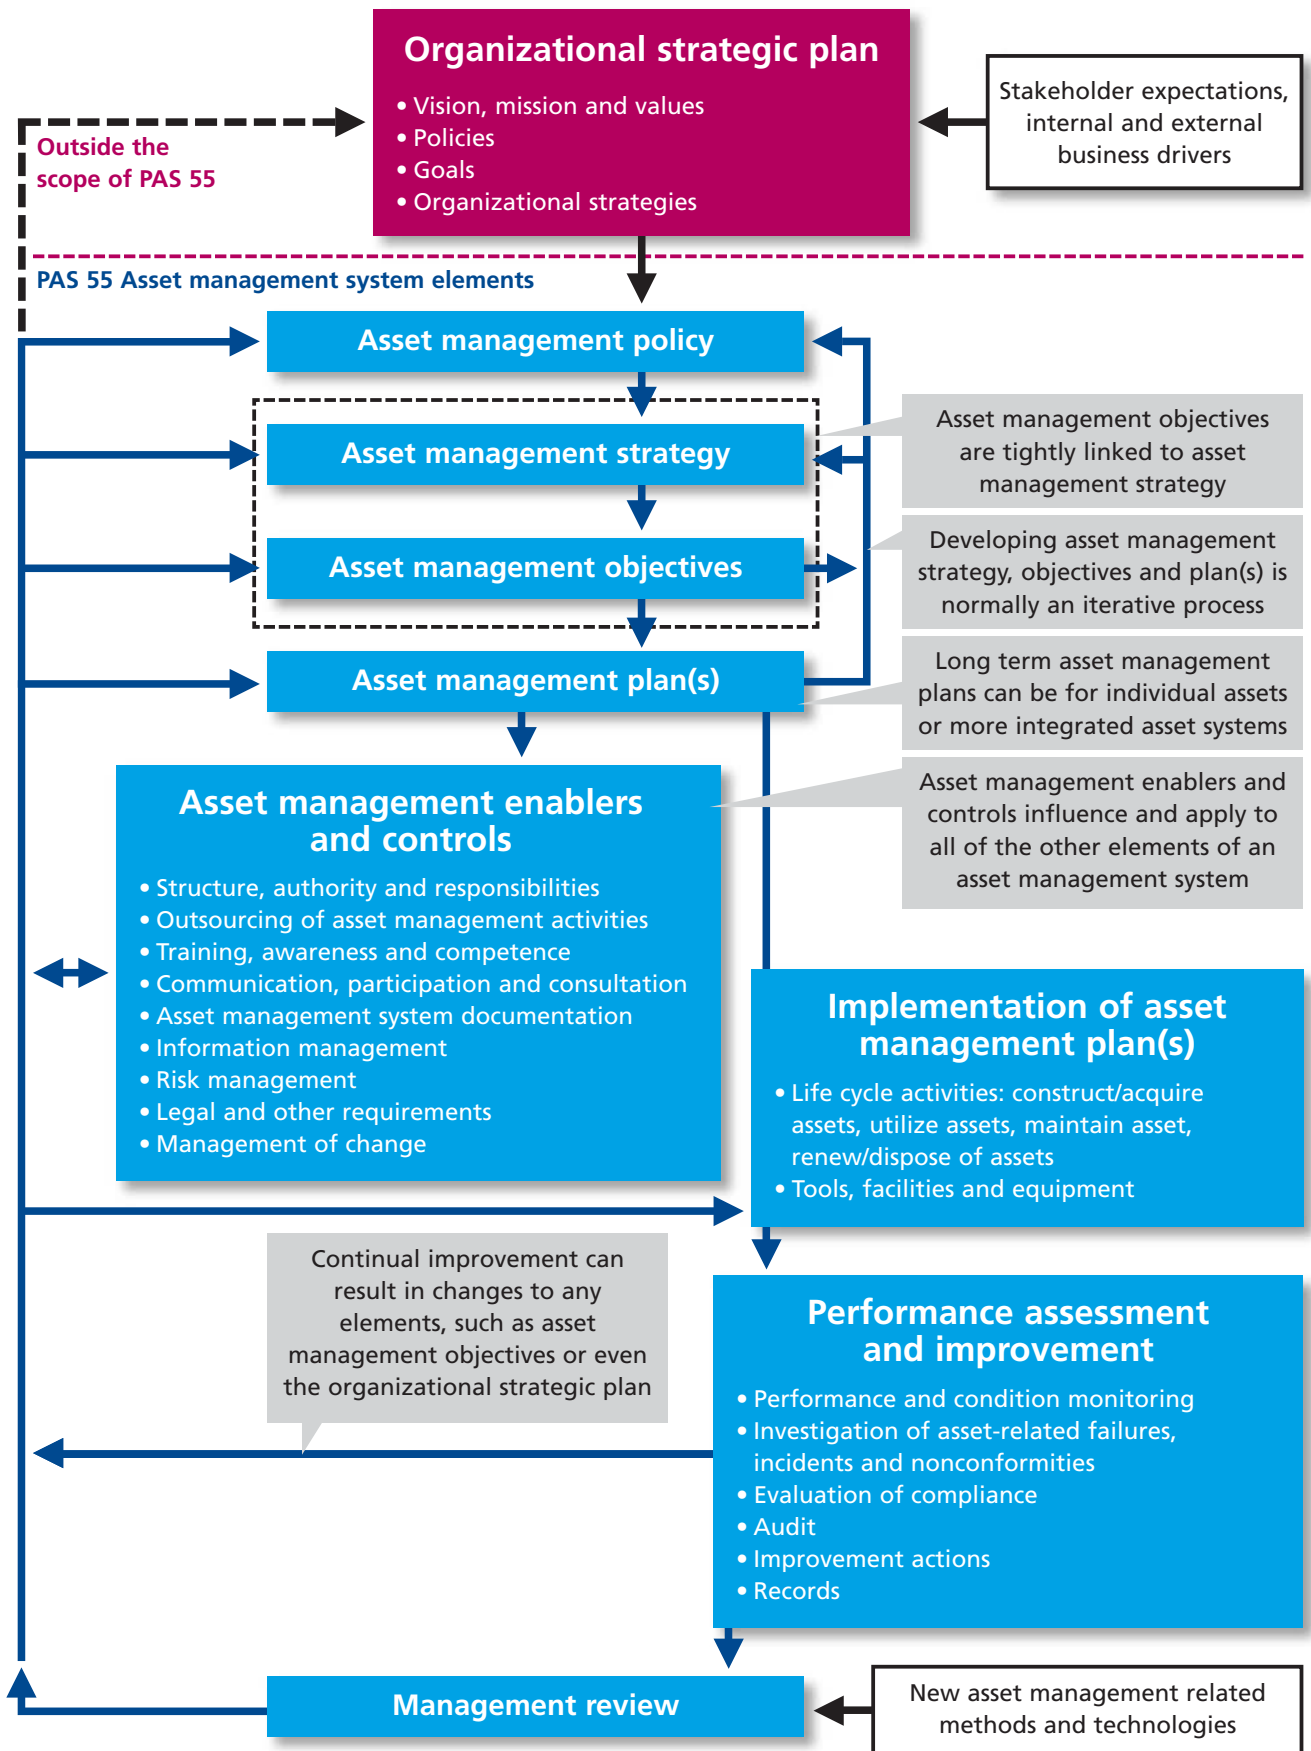 Organizational strategic plan
• Vision, mission and values
• Policies
• Goals
• Organizational strategies
Stakeholder expectations,
internal and external
business drivers
Outside the
scope of PAS 55
PAS 55 Asset management system elements
Asset management policy
Asset management strategy
Asset management objectives
Asset management plan(s)
Asset management objectives
are tightly linked to asset
management strategy
Developing asset management
strategy, objectives and plan(s) is
normally an iterative process
Long term asset management
plans can be for individual assets
or more integrated asset systems
Asset management enablers and
controls influence and apply to
all of the other elements of an
asset management system
Asset management enablers
and controls
• Structure, authority and responsibilities
• Outsourcing of asset management activities
• Training, awareness and competence
• Communication, participation and consultation
• Asset management system documentation
• Information management
• Risk management
• Legal and other requirements
• Management of change
Implementation of asset
management plan(s)
• Life cycle activities: construct/acquire
assets, utilize assets, maintain asset,
renew/dispose of assets
• Tools, facilities and equipment
Continual improvement can
result in changes to any
elements, such as asset
management objectives or even
the organizational strategic plan
Performance assessment
and improvement
• Performance and condition monitoring
• Investigation of asset-related failures,
incidents and nonconformities
• Evaluation of compliance
• Audit
• Improvement actions
• Records
Management review
New asset management related
methods and technologies